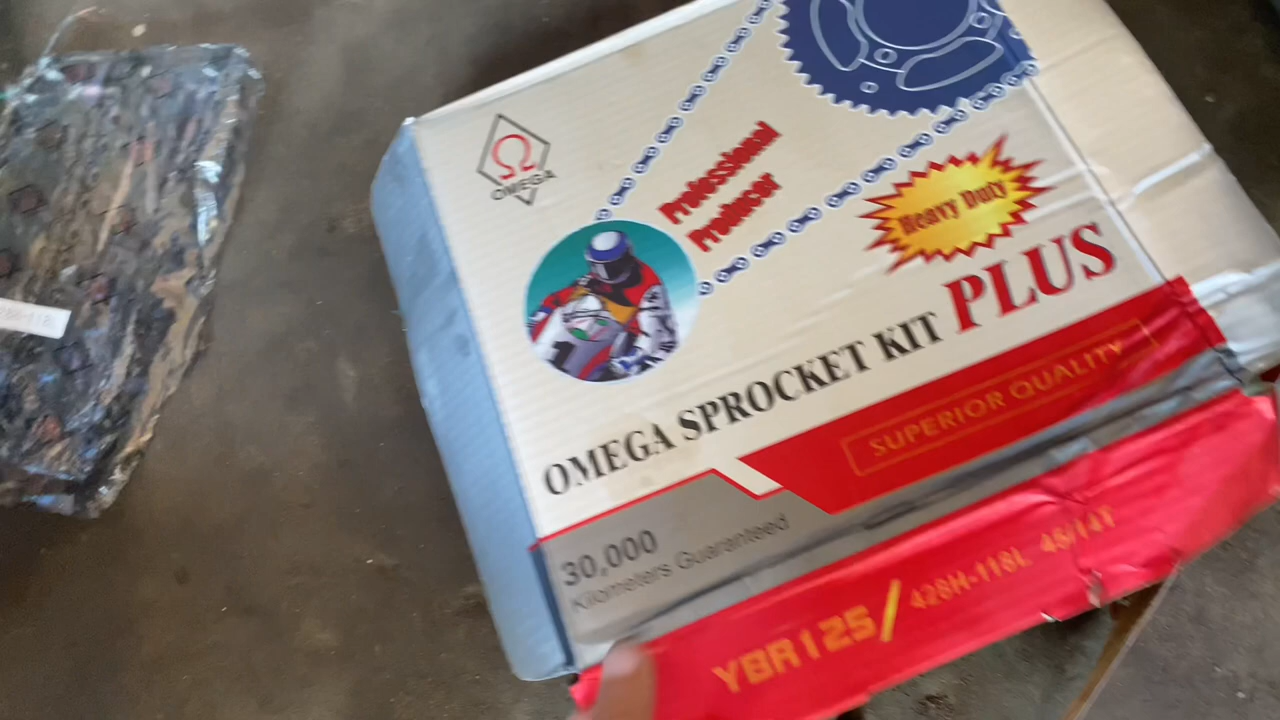 Ω
OMEGA
Professional
Producer
Heavy Duty
OMEGA SPROCKET KIT PLUS
SUPERIOR QUALITY
30,000
Kilometers Guaranteed
YBR125/ 428H-118L 45/14T